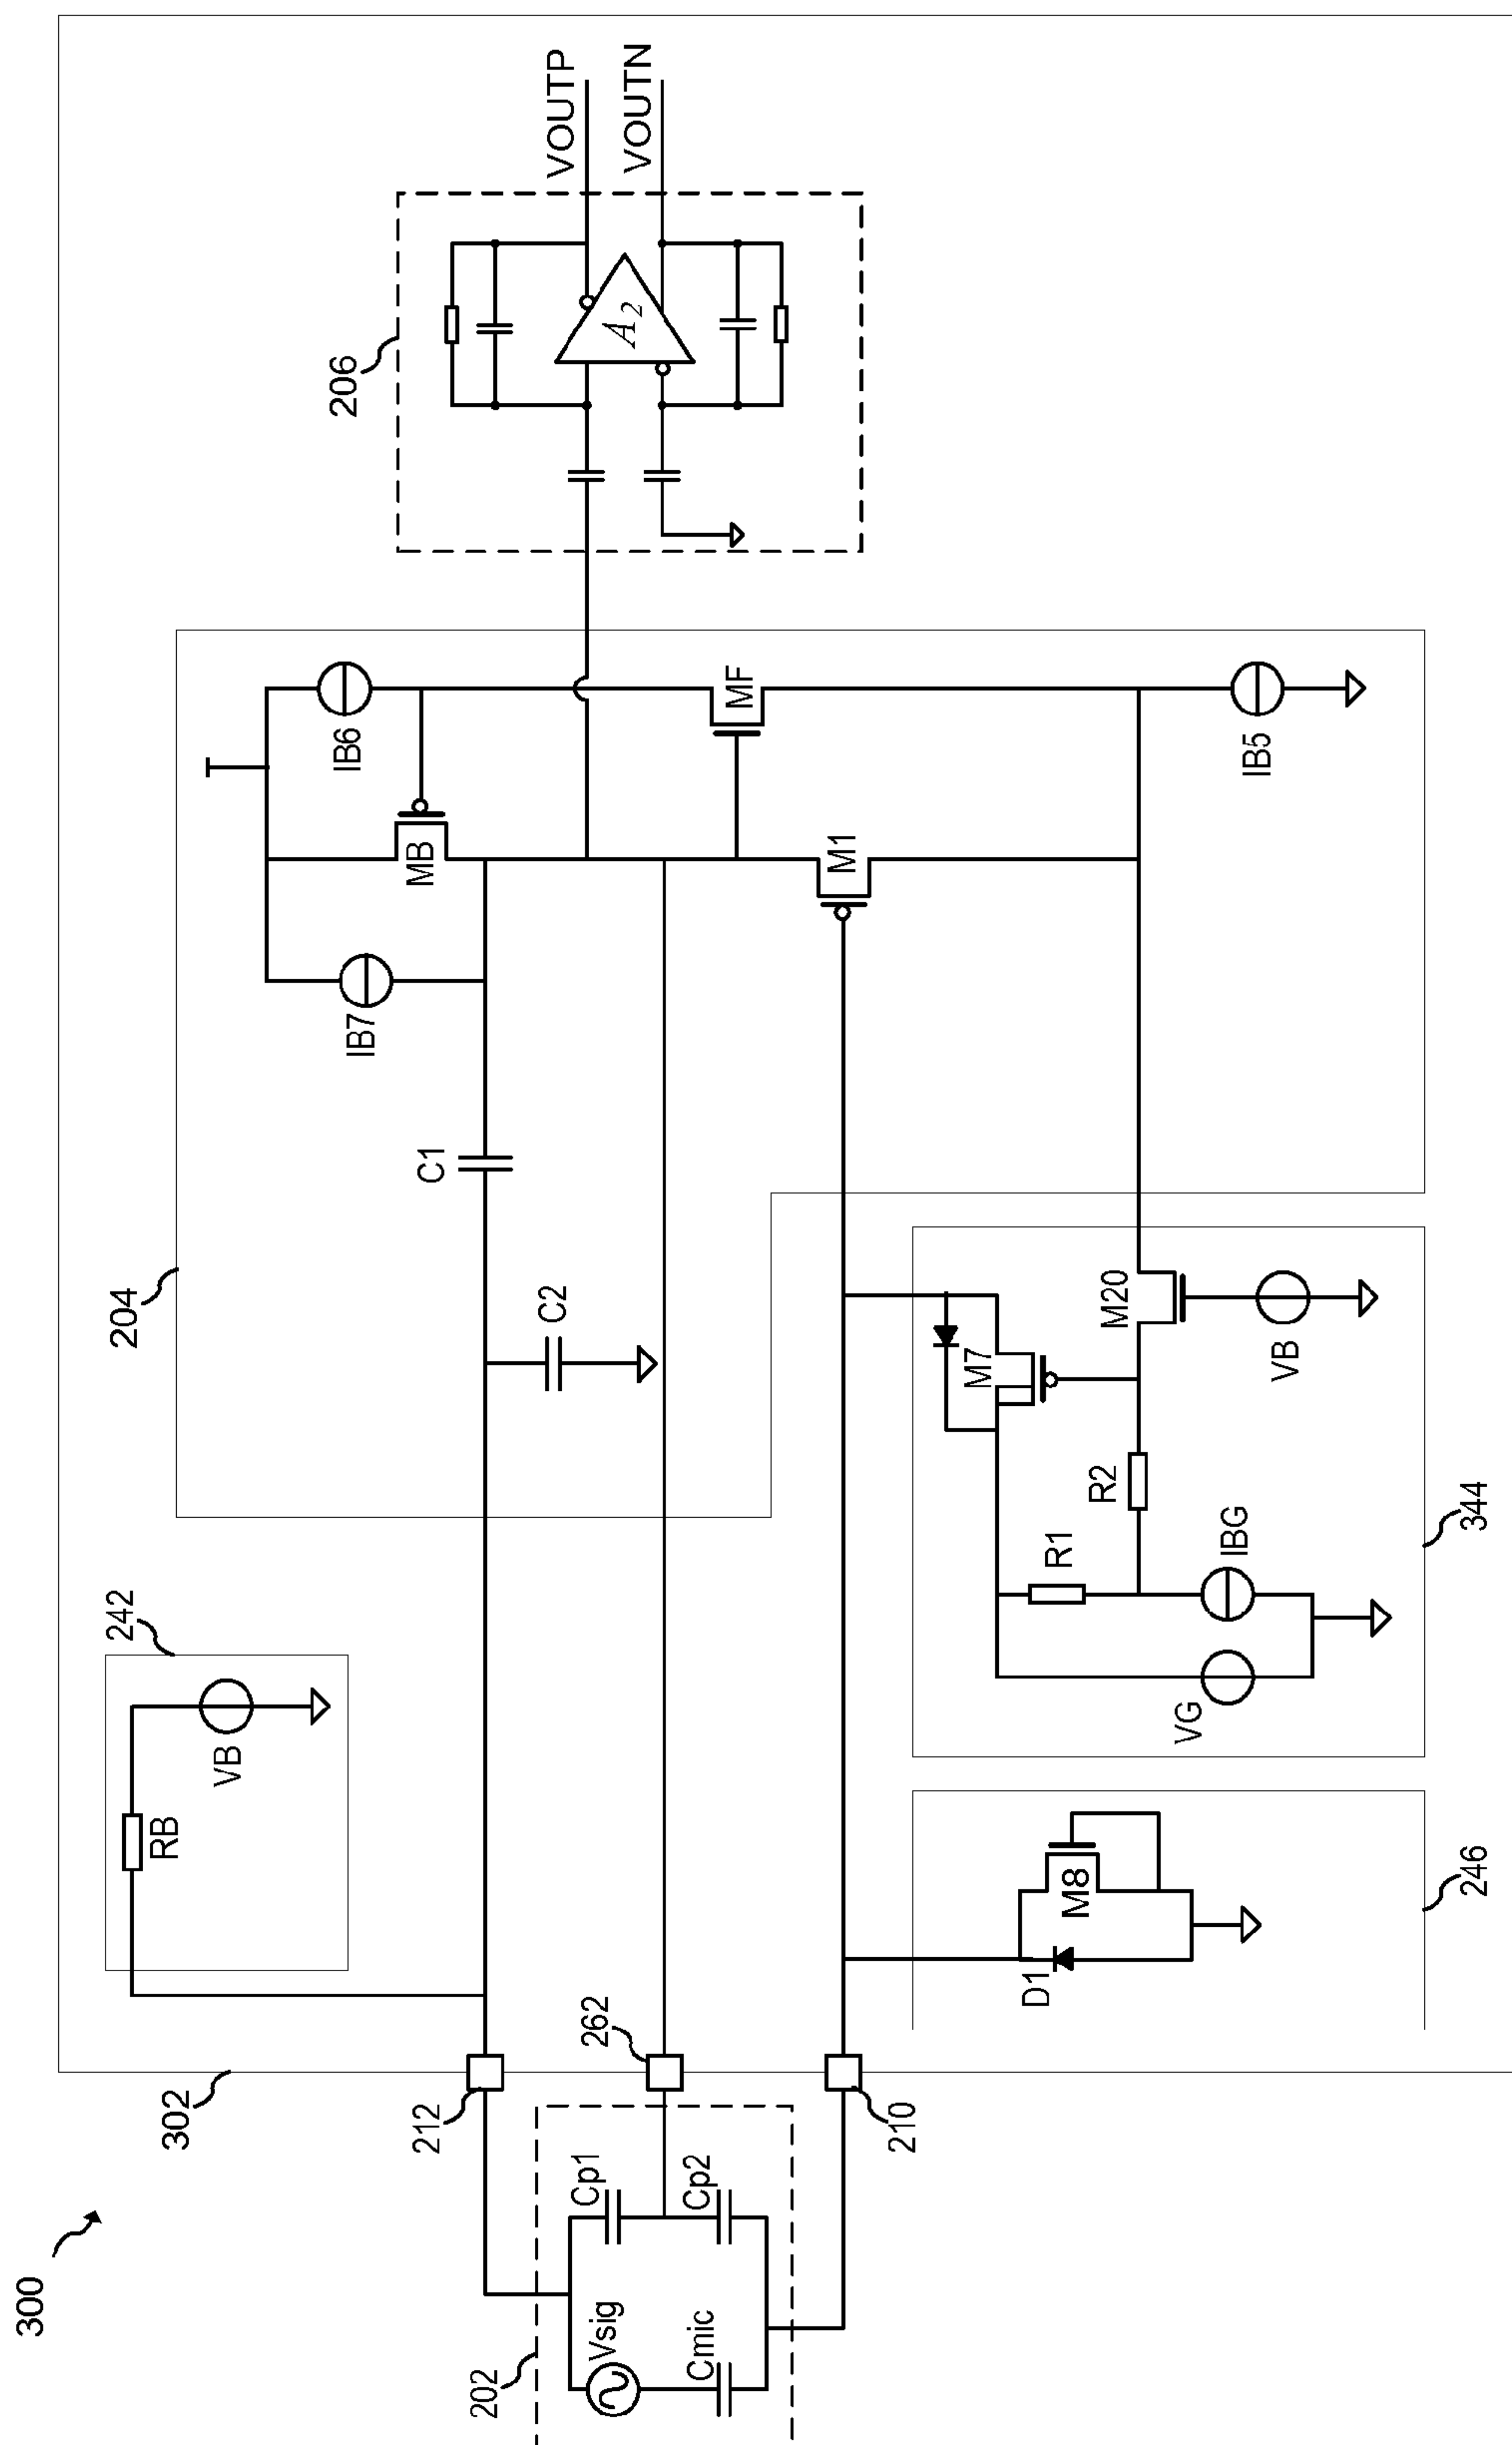 300
302
202
Vsig
Cmic
Cp1
Cp2
212
262
210
242
RB
VB
246
D1
M8
204
C2
C1
344
VG
R1
IBG
R2
M7
M20
VB
IB7
MB
IB6
M1
MF
IB5
206
A2
VOUTP
VOUTN